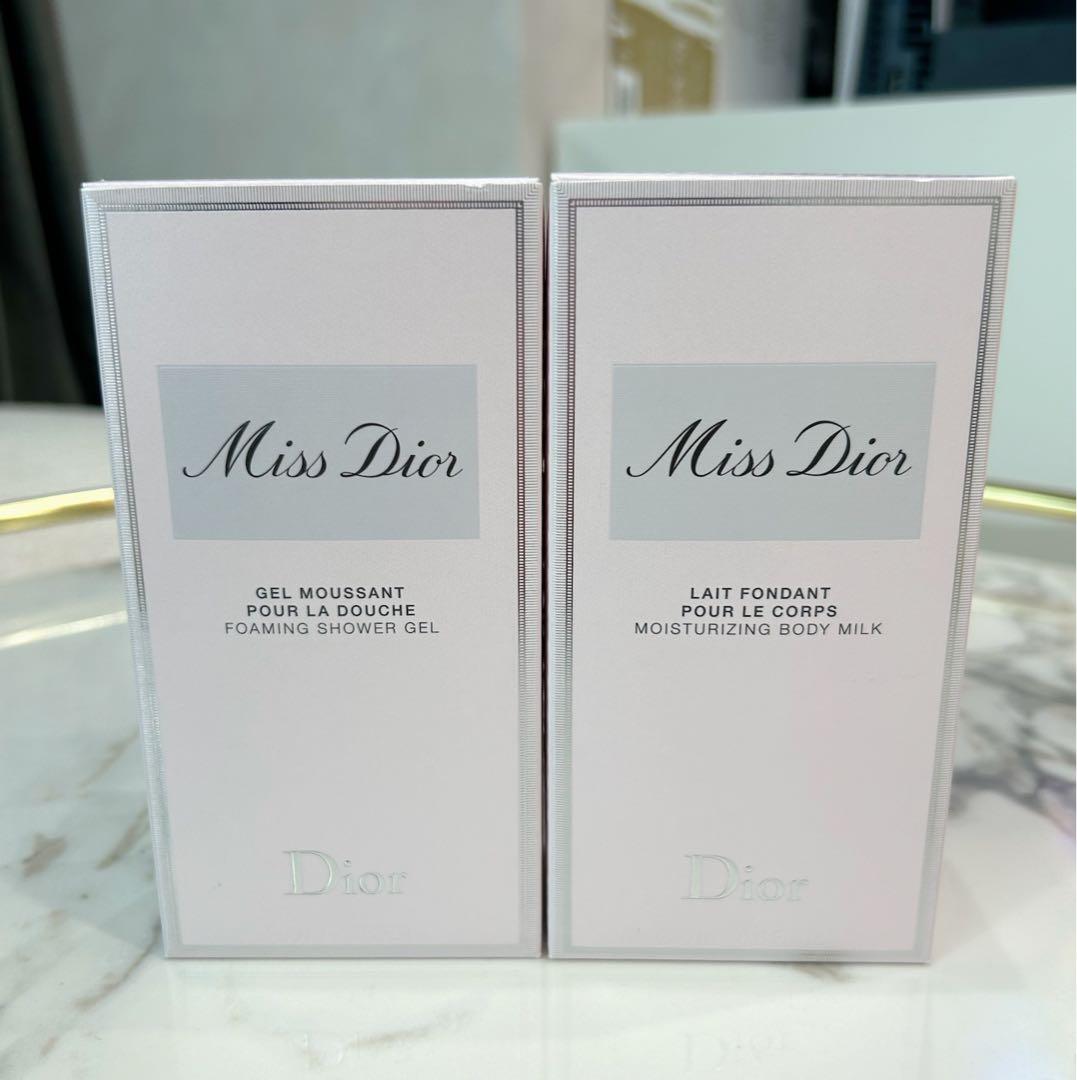 Miss Dior
GEL MOUSSANT
POUR LA DOUCHE
FOAMING SHOWER GEL
Dior
Miss Dior
LAIT FONDANT
POUR LE CORPS
MOISTURIZING BODY MILK
Dior